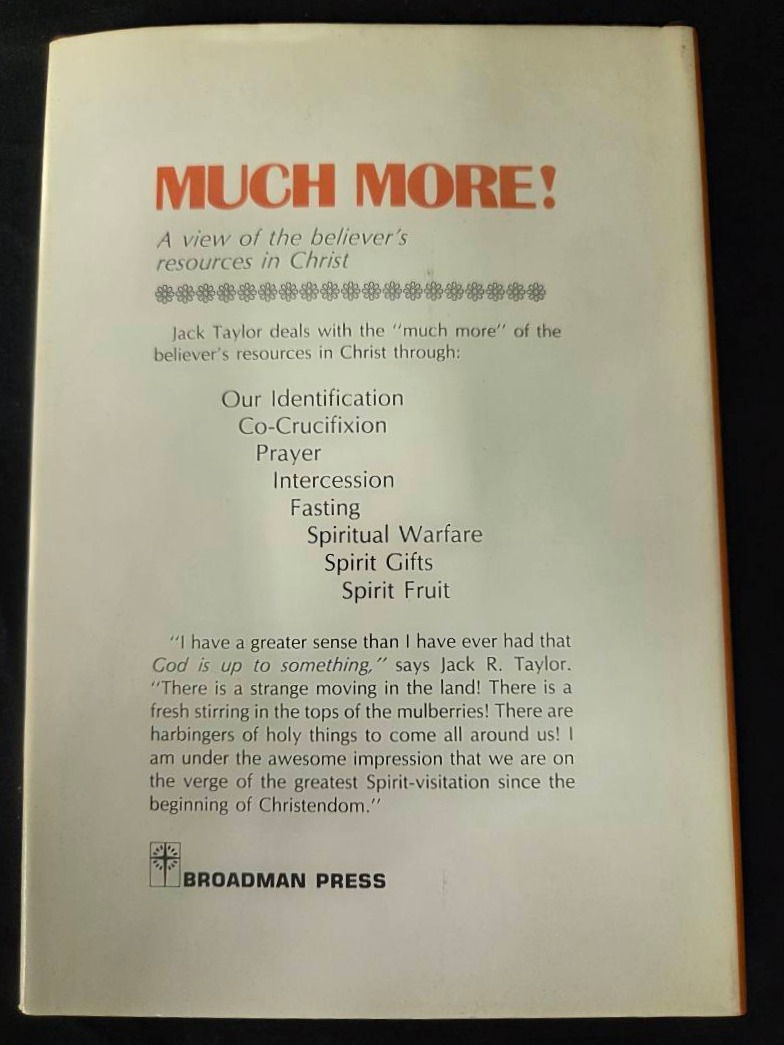 MUCH MORE!
A view of the believer's
resources in Christ
Jack Taylor deals with the "much more" of the
believer's resources in Christ through:
Our Identification
Co-Crucifixion
Prayer
Intercession
Fasting
Spiritual Warfare
Spirit Gifts
Spirit Fruit
"I have a greater sense than I have ever had that
God is up to something," says Jack R. Taylor.
"There is a strange moving in the land! There is a
fresh stirring in the tops of the mulberries! There are
harbingers of holy things to come all around us! I
am under the awesome impression that we are on
the verge of the greatest Spirit-visitation since the
beginning of Christendom."
BROADMAN PRESS